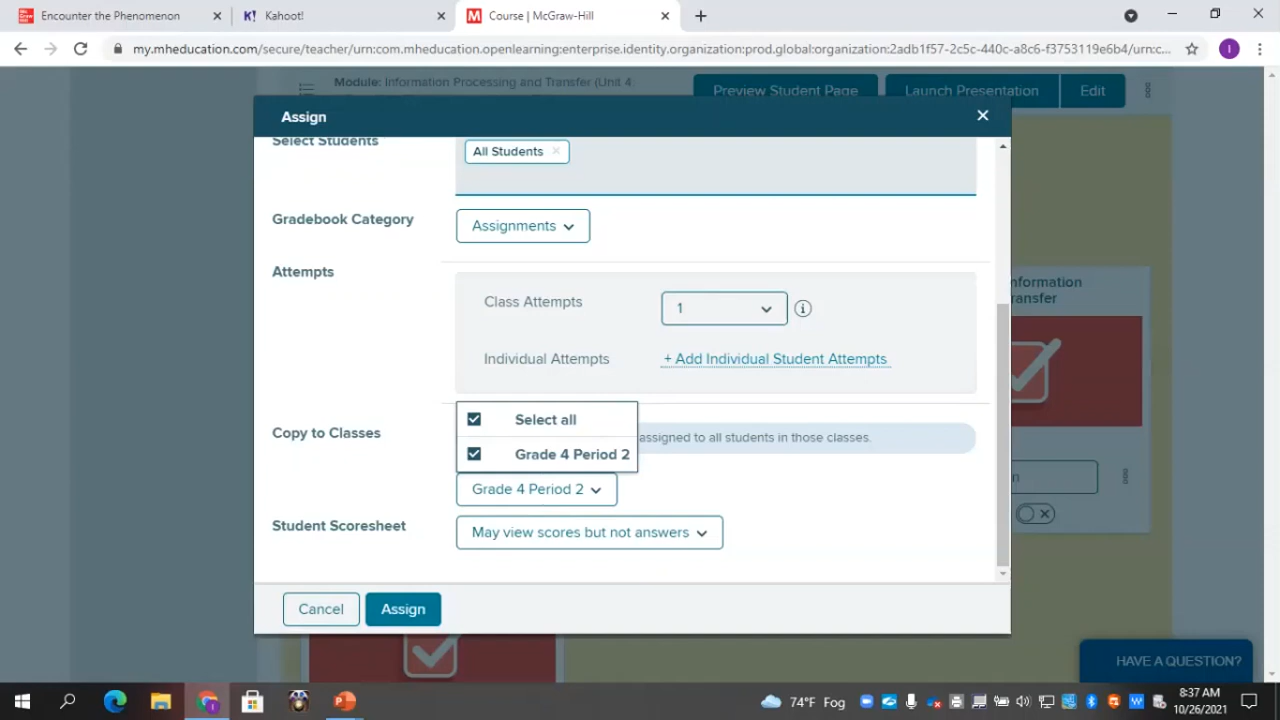 Encounter the Phenomenon
K! Kahoot!
M Course | McGraw-Hill
my.mheducation.com/secure/teacher/urn:com.mheducation.openlearning:enterprise.identity.organization:prod.global:organization:2adb1f57-2c5c-440c-a8c6-f3753119e6b4/urn:c...
I
Module: Information Processing and Transfer (Unit 4:
Preview Student Page
Launch Presentation
Edit
Assign
Select Students
All Students
Gradebook Category
Assignments
Attempts
Class Attempts
1
Individual Attempts
+ Add Individual Student Attempts
nformation
ransfer
Select all
Copy to Classes
assigned to all students in those classes.
Grade 4 Period 2
Grade 4 Period 2
Student Scoresheet
May view scores but not answers
Cancel
Assign
HAVE A QUESTION?
74°F Fog
8:37 AM
10/26/2021